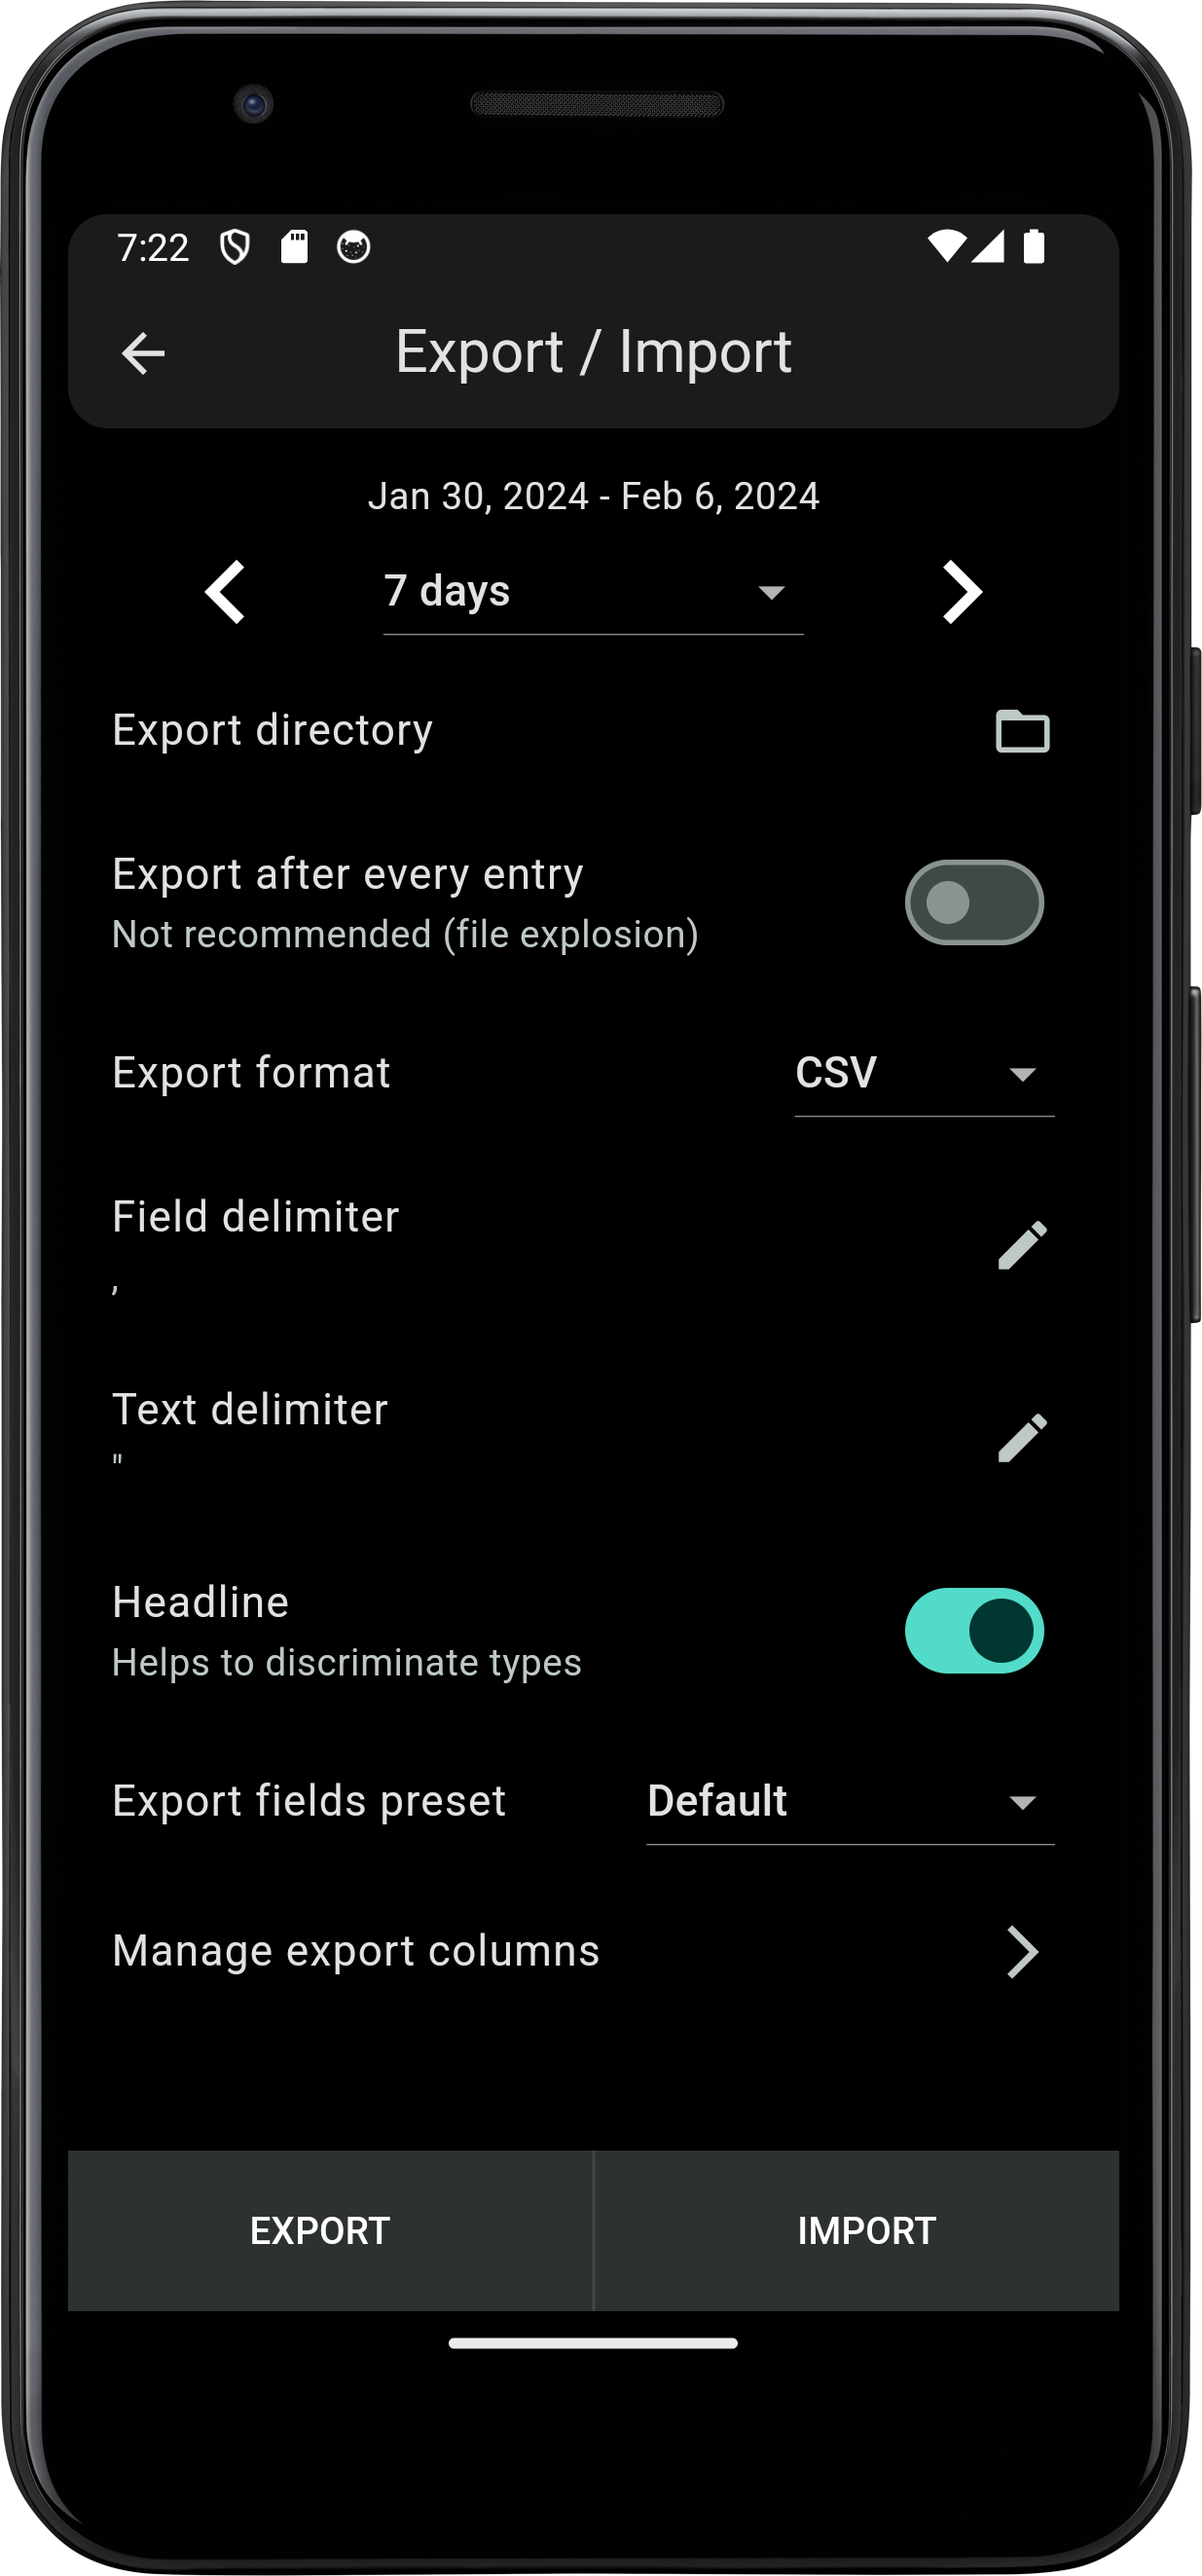 7:22
Export / Import
Jan 30, 2024 - Feb 6, 2024
7 days
Export directory
Export after every entry
Not recommended (file explosion)
Export format
CSV
Field delimiter
,
Text delimiter
"
Headline
Helps to discriminate types
Export fields preset
Default
Manage export columns
EXPORT
IMPORT